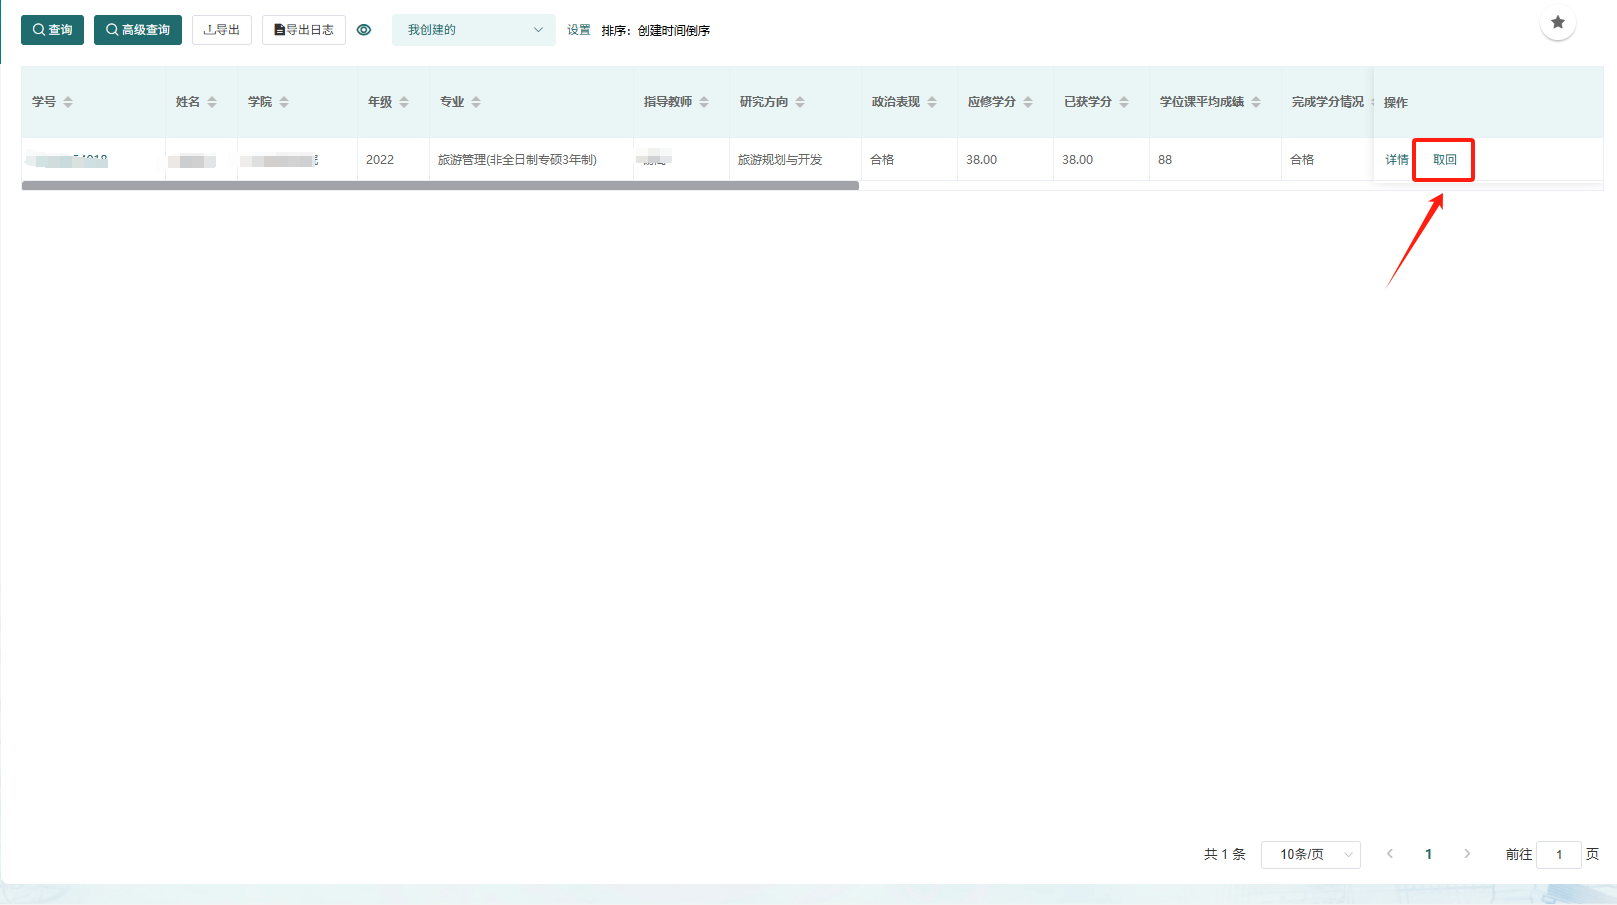 查询 高级查询 导出 导出日志 我创建的 设置 排序：创建时间倒序
学号 姓名 学院 年级 专业 指导教师 研究方向 政治表现 应修学分 已获学分 学位课平均成绩 完成学分情况 操作
2022 旅游管理(非全日制专硕3年制) 旅游规划与开发 合格 38.00 38.00 88 合格 详情 取回
共 1 条 10条/页 1 前往 1 页